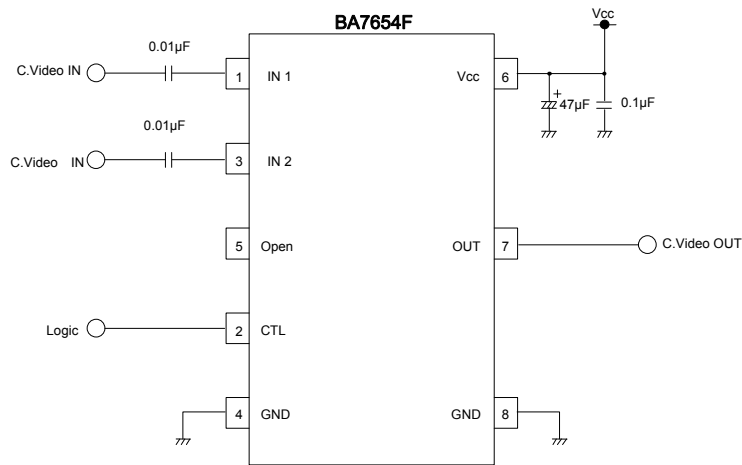 BA7654F
Vcc
0.01µF
C.Video IN
1 IN 1
Vcc 6
+
47µF
0.1µF
0.01µF
C.Video IN
3 IN 2
5 Open
OUT 7
C.Video OUT
Logic
2 CTL
4 GND
GND 8